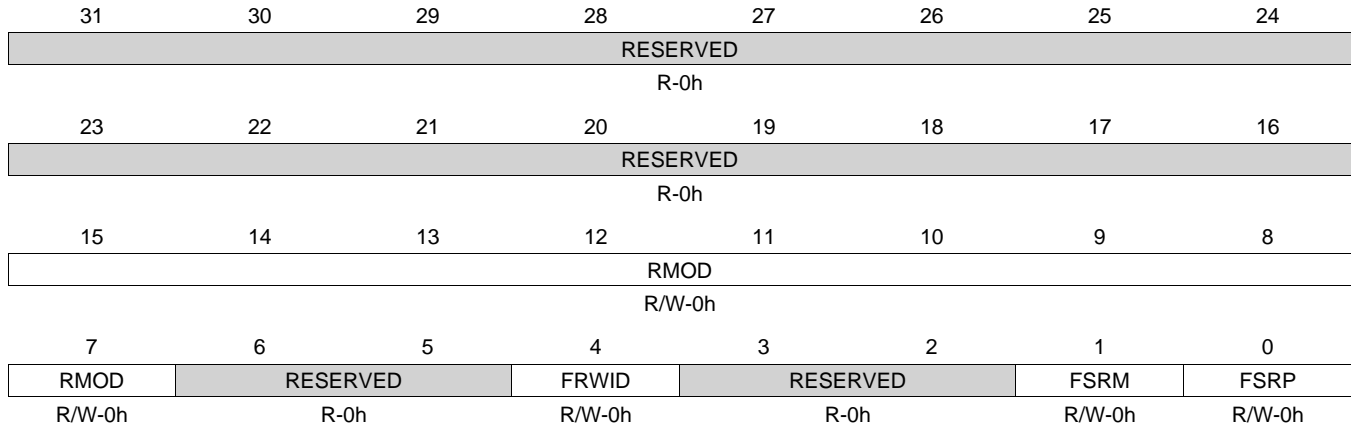 31 30 29 28 27 26 25 24
RESERVED
R-0h
23 22 21 20 19 18 17 16
RESERVED
R-0h
15 14 13 12 11 10 9 8
RMOD
R/W-0h
7 6 5 4 3 2 1 0
RMOD RESERVED FRWID RESERVED FSRM FSRP
R/W-0h R-0h R/W-0h R-0h R/W-0h R/W-0h